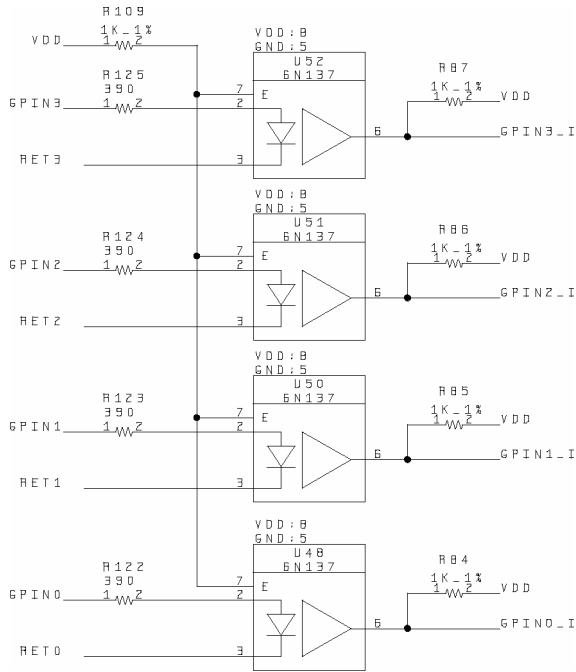 R109
1K_1%
VDD 1 2
VDD:8
GND:5
U52
6N137
R125
390
7 E
GPIN3 1 2 2
RET3 3
R87
1K_1%
1 2 VDD
6 GPIN3_I
VDD:8
GND:5
U51
6N137
R124
390
7 E
GPIN2 1 2 2
RET2 3
R86
1K_1%
1 2 VDD
6 GPIN2_I
VDD:8
GND:5
U50
6N137
R123
390
7 E
GPIN1 1 2 2
RET1 3
R85
1K_1%
1 2 VDD
6 GPIN1_I
VDD:8
GND:5
U48
6N137
R122
390
7 E
GPIN0 1 2 2
RET0 3
R84
1K_1%
1 2 VDD
6 GPIN0_I